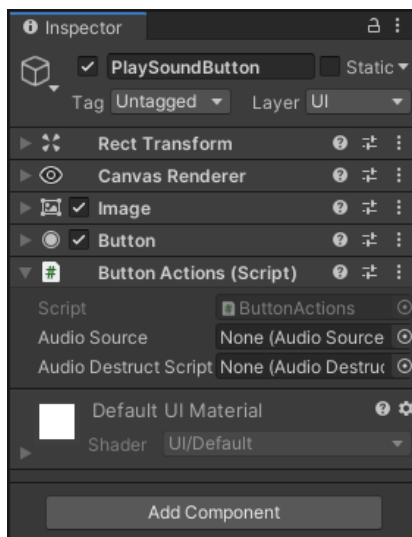 Inspector
PlaySoundButton Static
Tag Untagged Layer UI
Rect Transform
Canvas Renderer
Image
Button
# Button Actions (Script)
Script # ButtonActions
Audio Source None (Audio Source
Audio Destruct Script None (Audio Destruc
Default UI Material
Shader UI/Default
Add Component